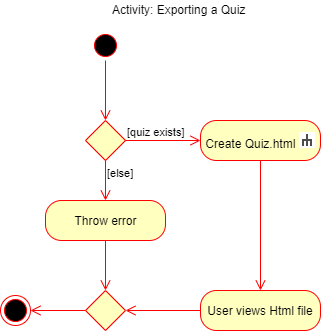 Activity: Exporting a Quiz
[quiz exists]
Create Quiz.html
[else]
Throw error
User views Html file